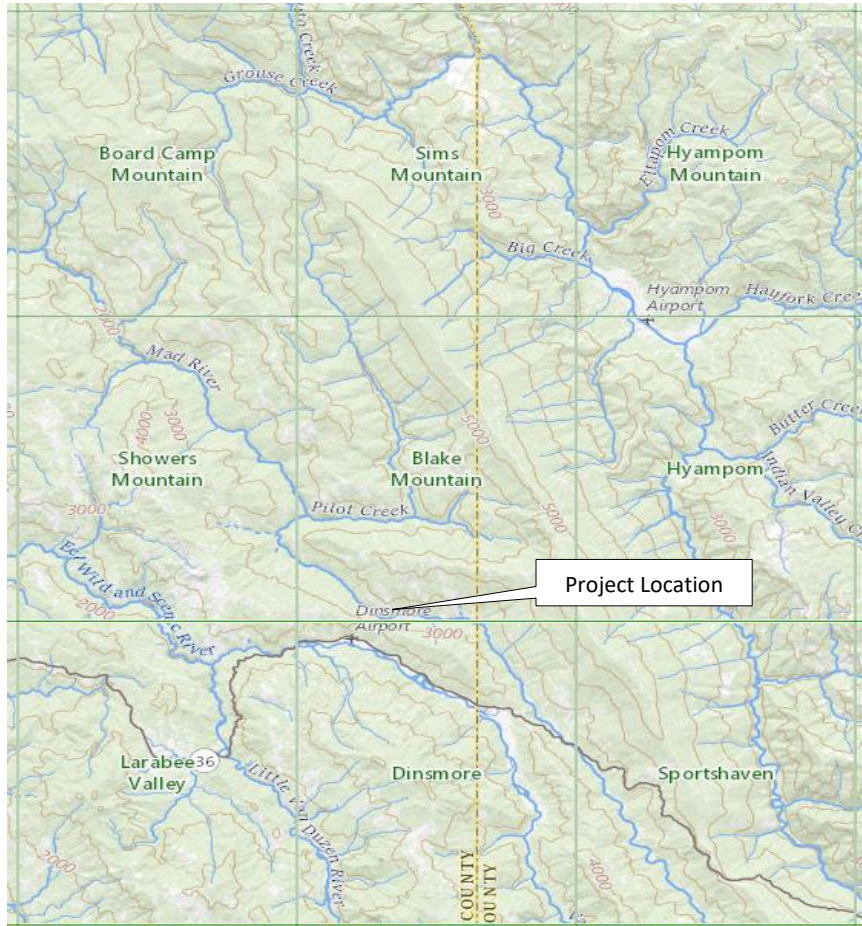 Grouse Creek
Board Camp
Mountain
Sims
Mountain
Eltapom Creek
Hyampom
Mountain
3000
Big Creek
Hyampom
Airport
Hayfork Cree
2000
Mad River
5000
Butter Cree
4000
3000
Showers
Mountain
Blake
Mountain
Hyampom
Indian Valley C
3000
Pilot Creek
5000
3000
Eel Wild and Scenic River
2000
Project Location
Dinsmore
Airport
3000
Larabee
Valley
36
Little Van Duzen River
Dinsmore
Sportshaven
2000
4000
COUNTY
OUNTY